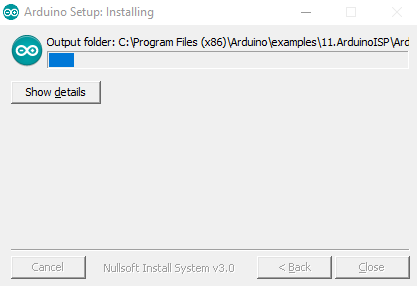 Arduino Setup: Installing
Output folder: C:\Program Files (x86)\Arduino\examples\11.ArduinoISP\Ard
Show details
Cancel
Nullsoft Install System v3.0
< Back
Close